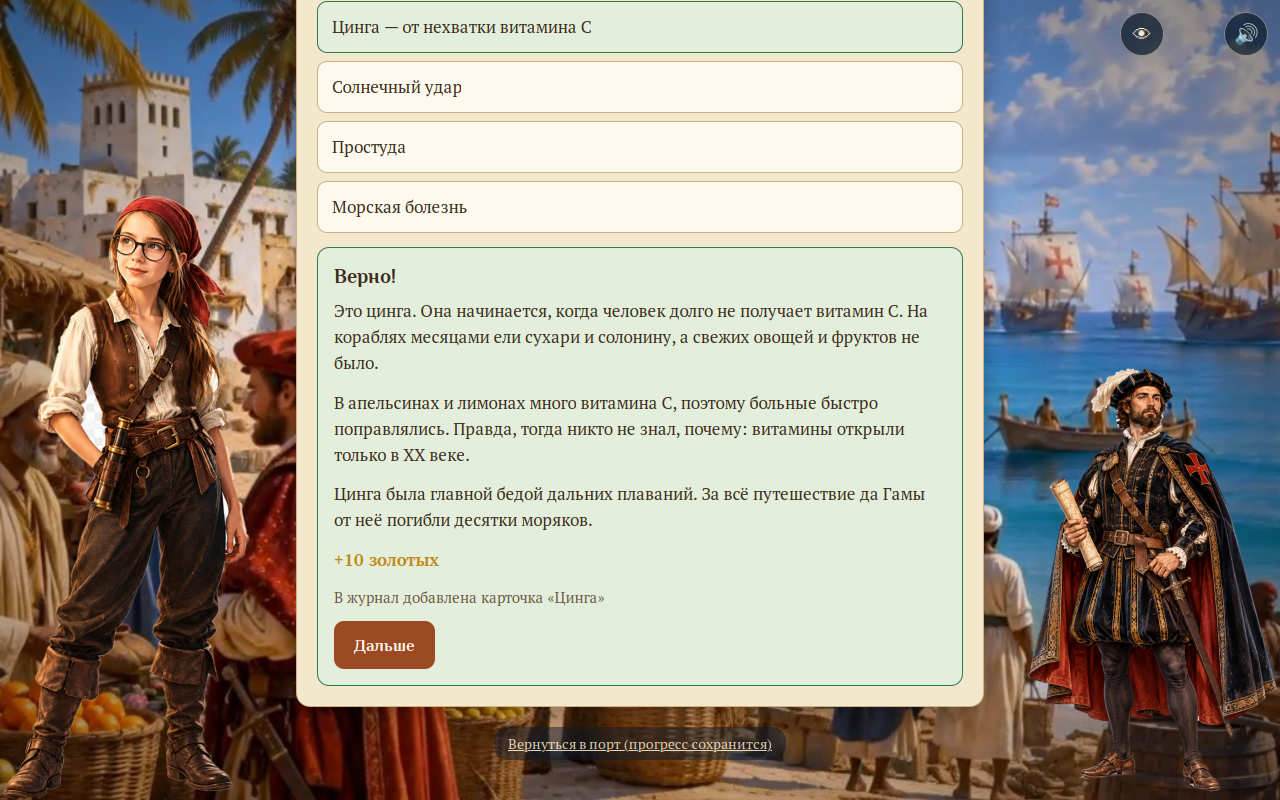 Цинга — от нехватки витамина C
Солнечный удар
Простуда
Морская болезнь
Верно!
Это цинга. Она начинается, когда человек долго не получает витамин C. На
кораблях месяцами ели сухари и солонину, а свежих овощей и фруктов не
было.
В апельсинах и лимонах много витамина C, поэтому больные быстро
поправлялись. Правда, тогда никто не знал, почему: витамины открыли
только в XX веке.
Цинга была главной бедой дальних плаваний. За всё путешествие да Гамы
от неё погибли десятки моряков.
+10 золотых
В журнал добавлена карточка «Цинга»
Дальше
Вернуться в порт (прогресс сохранится)